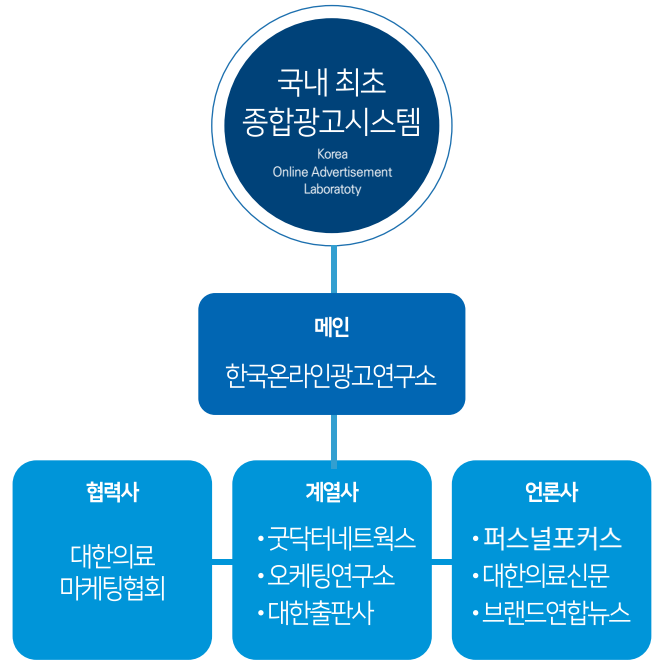 국내 최초
종합광고시스템
Korea
Online Advertisement
Laboratoty
메인
한국온라인광고연구소
협력사
대한의료
마케팅협회
계열사
• 굿닥터네트웍스
• 오케팅연구소
• 대한출판사
언론사
• 퍼스널포커스
• 대한의료신문
• 브랜드연합뉴스